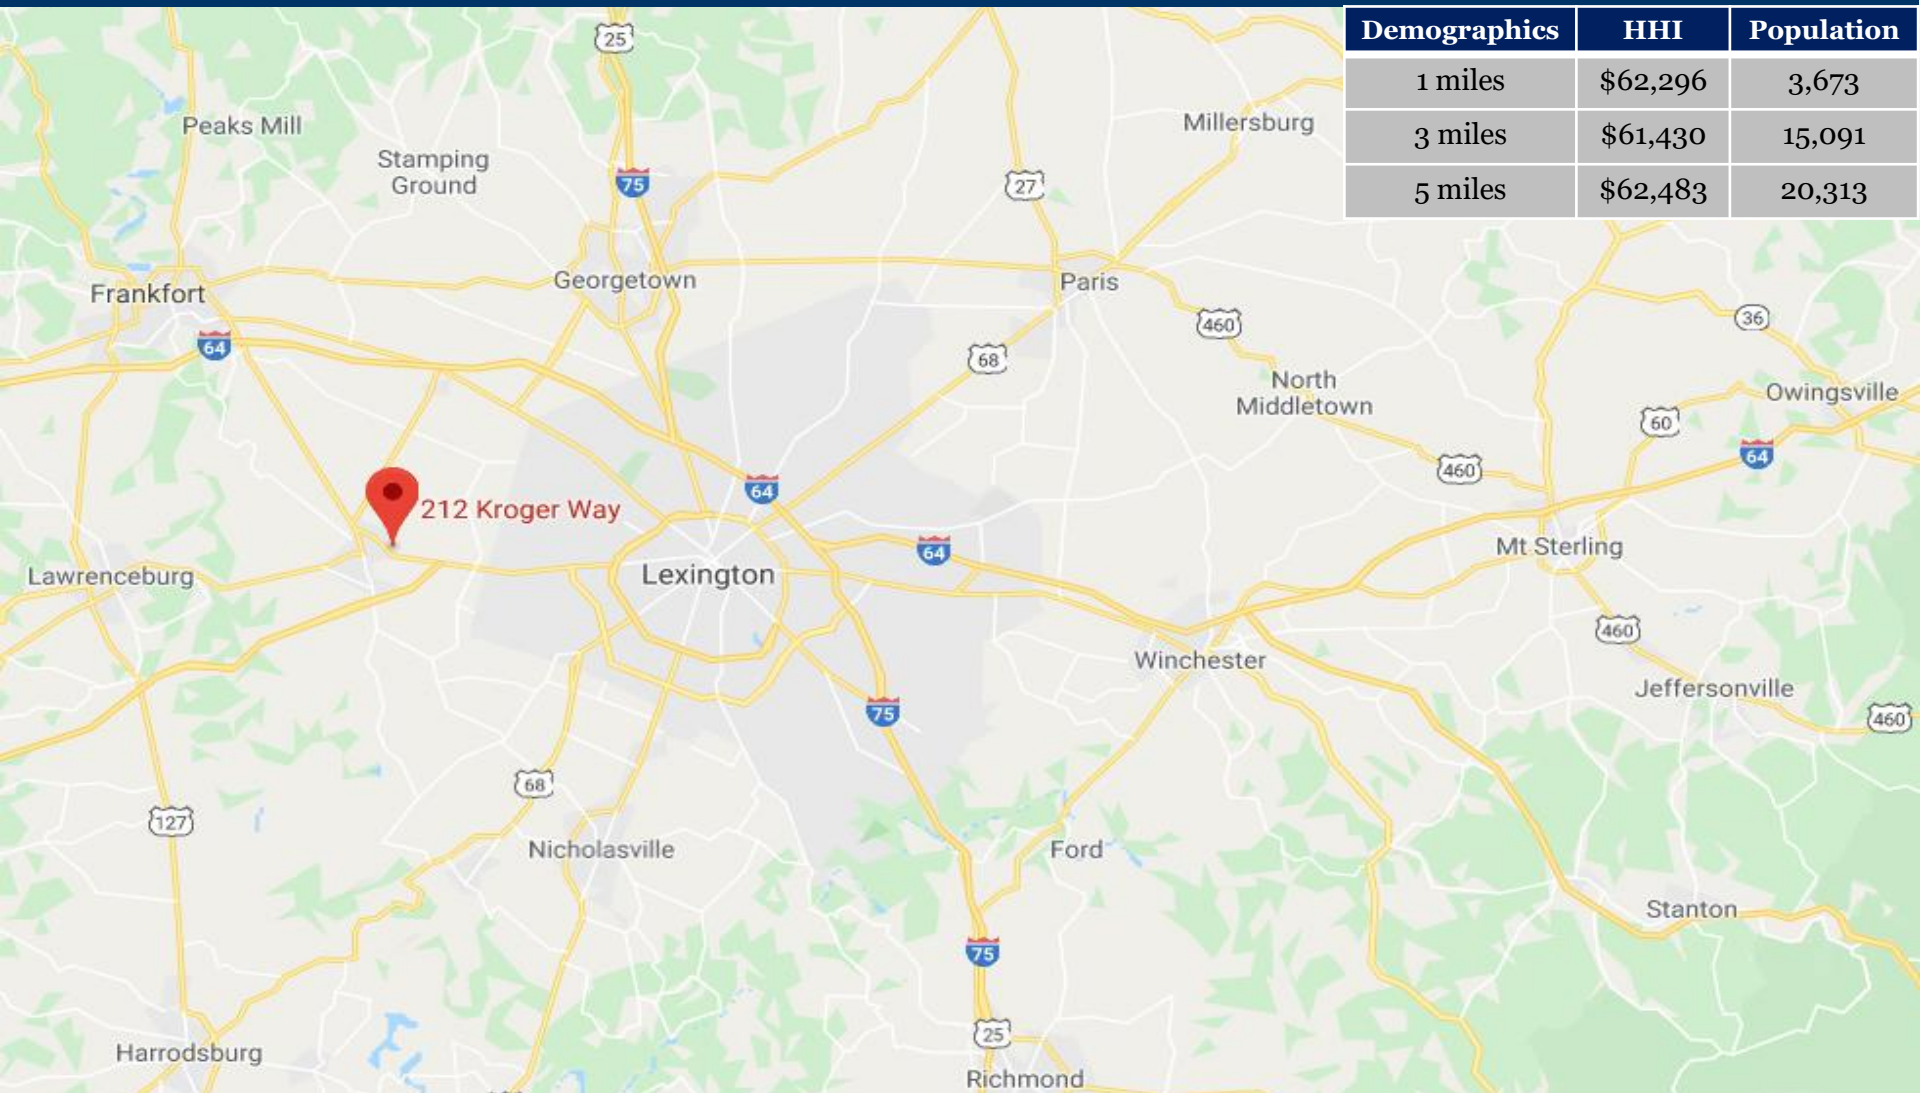 Demographics HHI Population
1 miles $62,296 3,673
3 miles $61,430 15,091
5 miles $62,483 20,313
25
Peaks Mill
Millersburg
Stamping
Ground
75
27
Georgetown
Paris
Frankfort
36
460
64
68
North
Middletown
Owingsville
60
64
460
64
212 Kroger Way
64
Mt Sterling
Lexington
Lawrenceburg
460
Winchester
Jeffersonville
75
460
68
127
Nicholasville
Ford
Stanton
75
25
Harrodsburg
Richmond